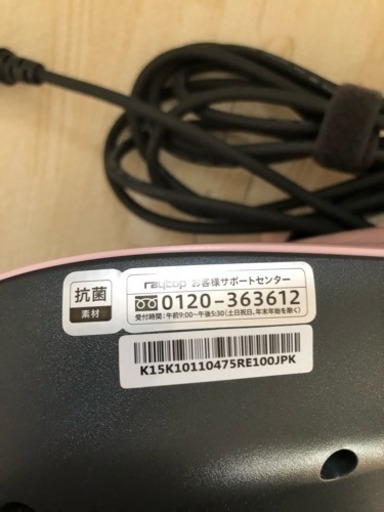 抗菌
素材
raycop お客様サポートセンター
0120-363612
受付時間:午前9:00〜午後5:30(土日祝日、年末年始を除く)
K15K10110475RE100JPK